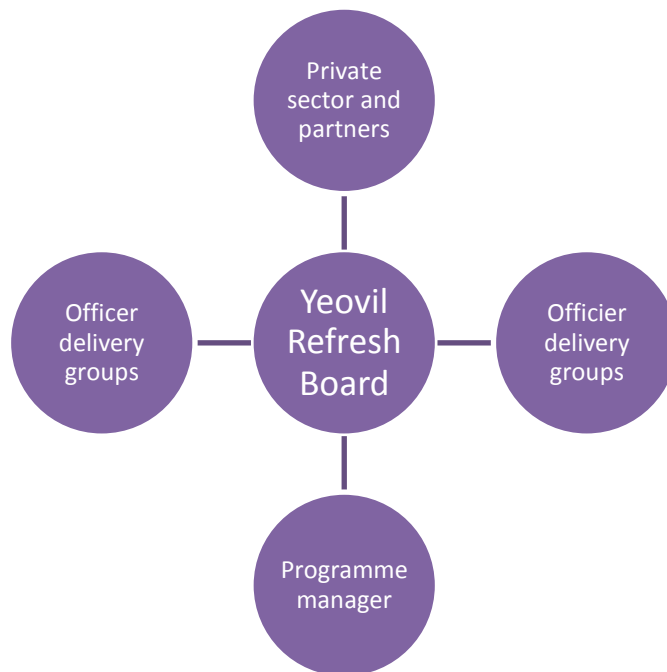 Private
sector and
partners
Officer
delivery
groups
Yeovil
Refresh
Board
Officier
delivery
groups
Programme
manager